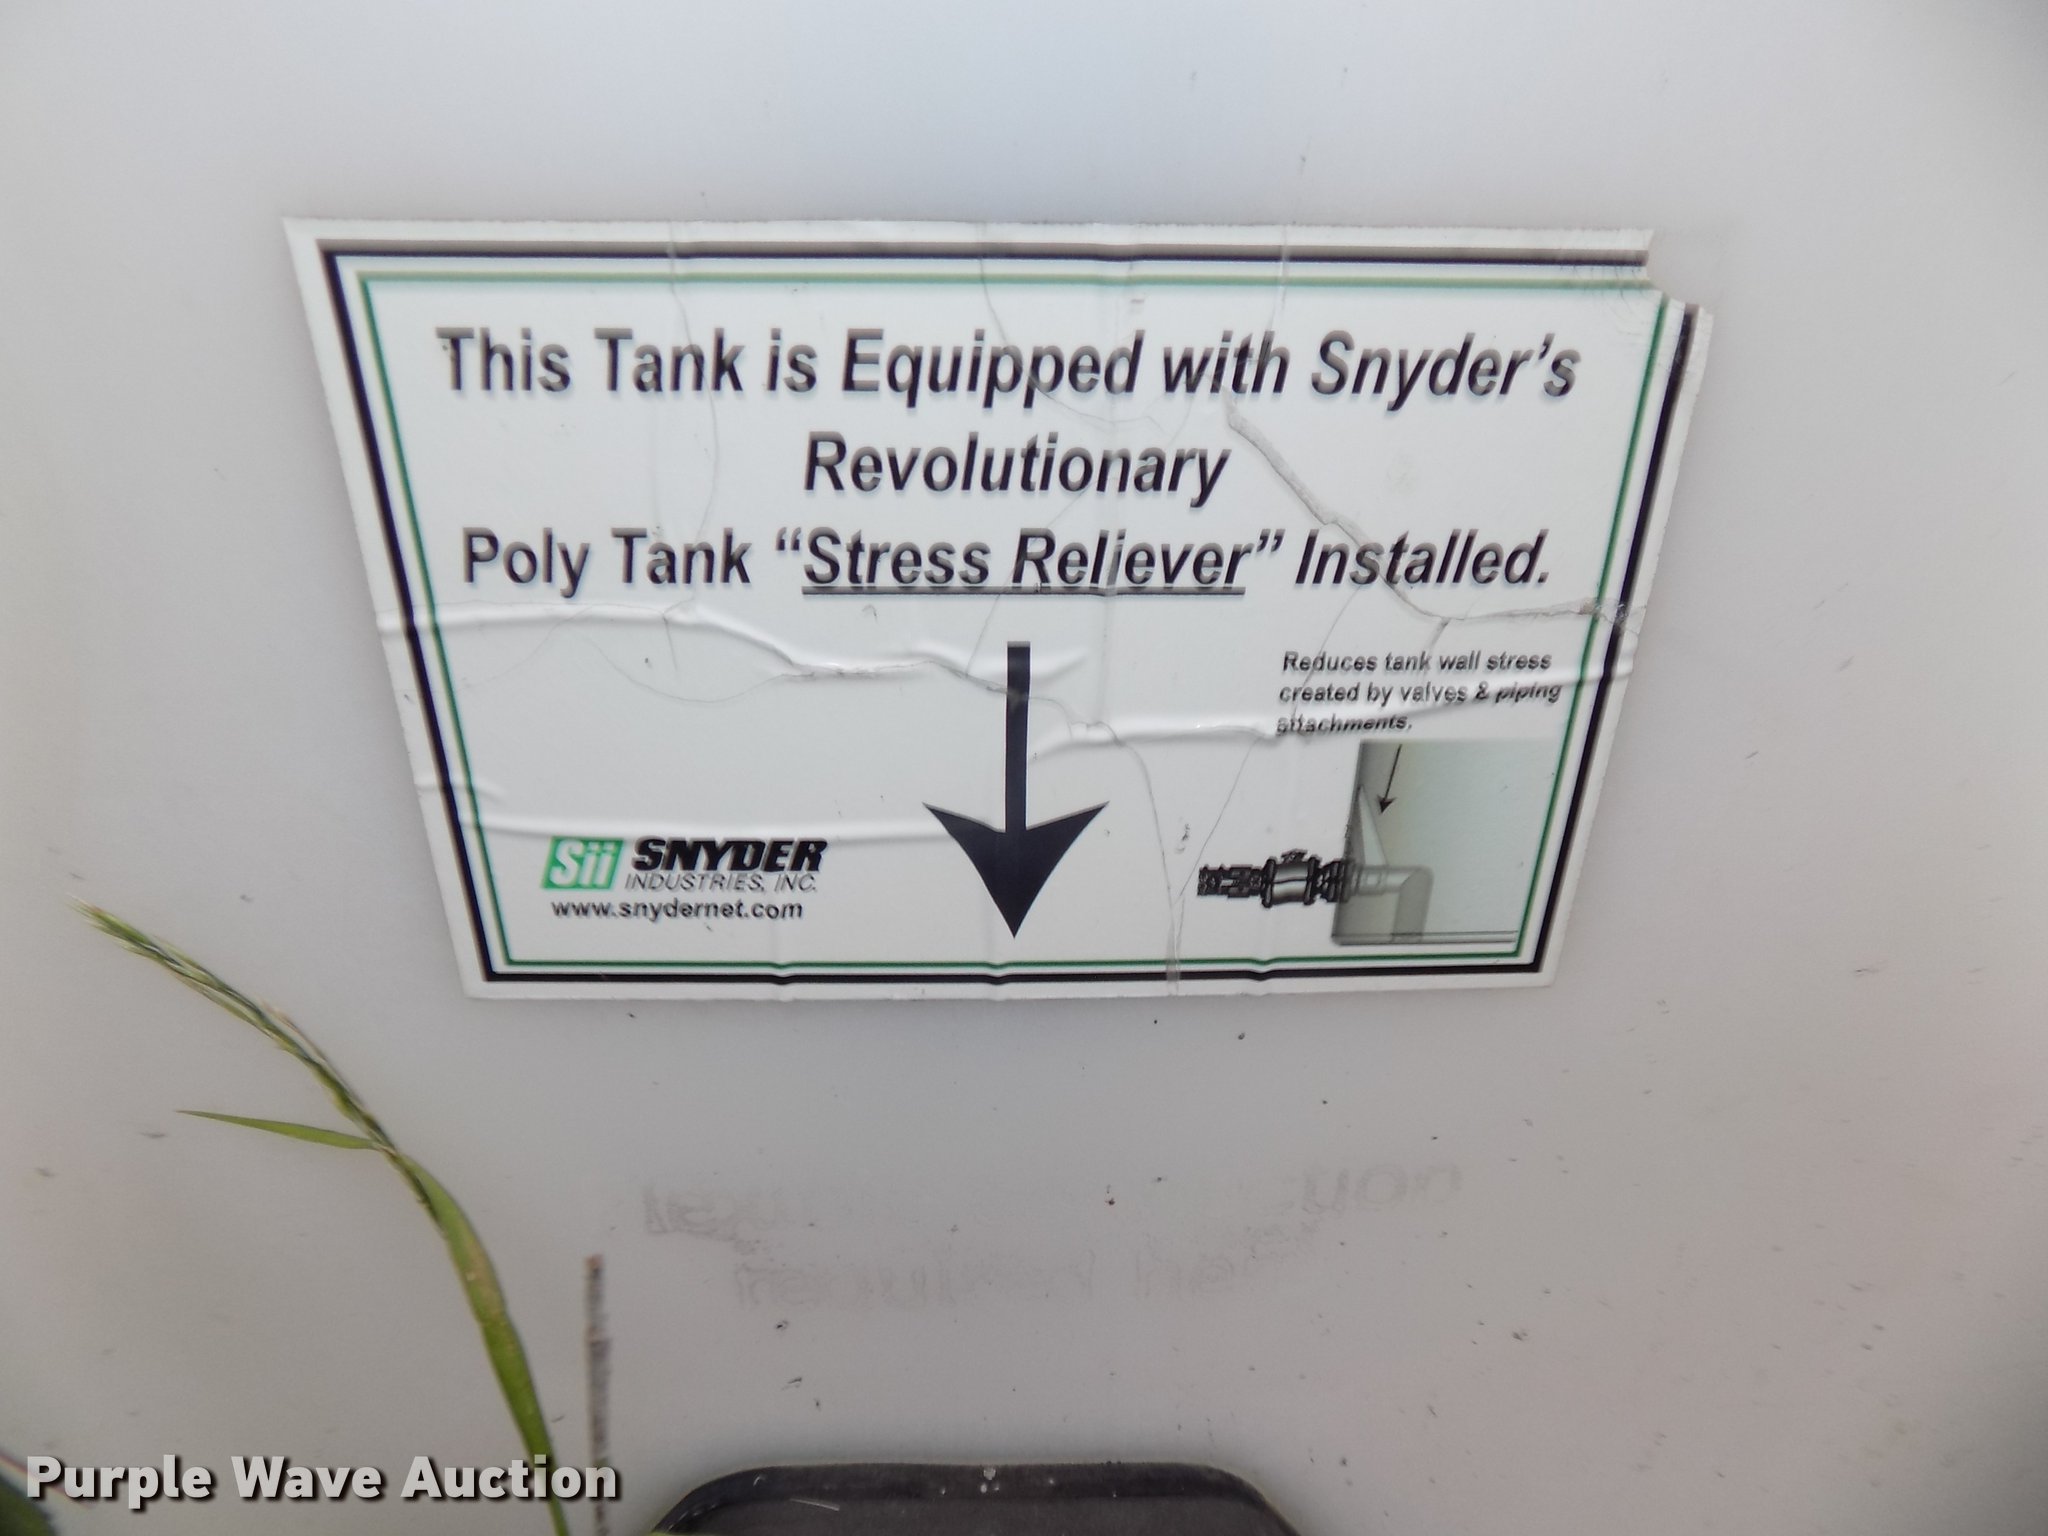 This Tank is Equipped with Snyder's
Revolutionary
Poly Tank “Stress Reliever” Installed.
Reduces tank wall stress
created by valves & piping
attachments.
Sii SNYDER
INDUSTRIES, INC.
www.snydernet.com
Purple Wave Auction